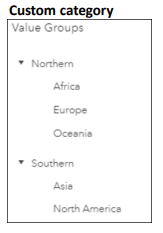 Custom category
Value Groups
Northern
Africa
Europe
Oceania
Southern
Asia
North America